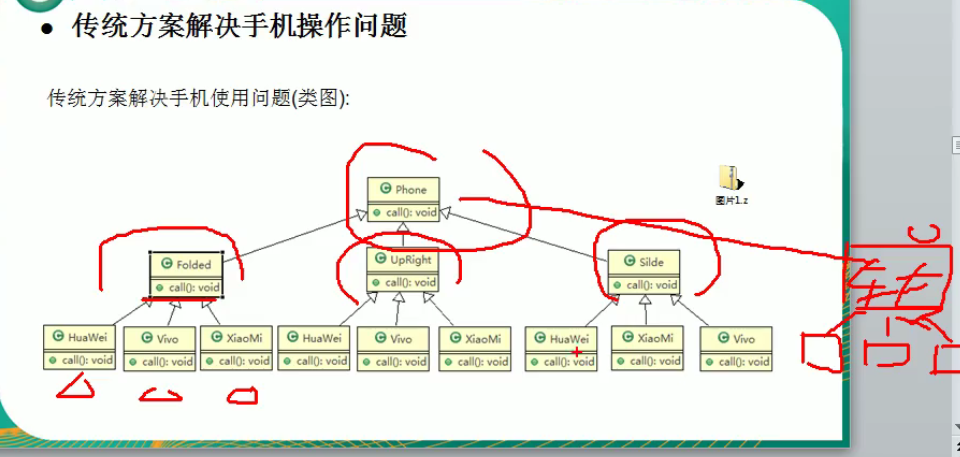 ● 传统方案解决手机操作问题
传统方案解决手机使用问题(类图):
C Phone
call(): void
图片1.z
C Folded
call(): void
C UpRight
call(): void
C Silde
call(): void
C HuaWei
call(): void
C Vivo
call(): void
C XiaoMi
call(): void
C HuaWei
call(): void
C Vivo
call(): void
C XiaoMi
call(): void
C HuaWei
call(): void
C XiaoMi
call(): void
C Vivo
call(): void